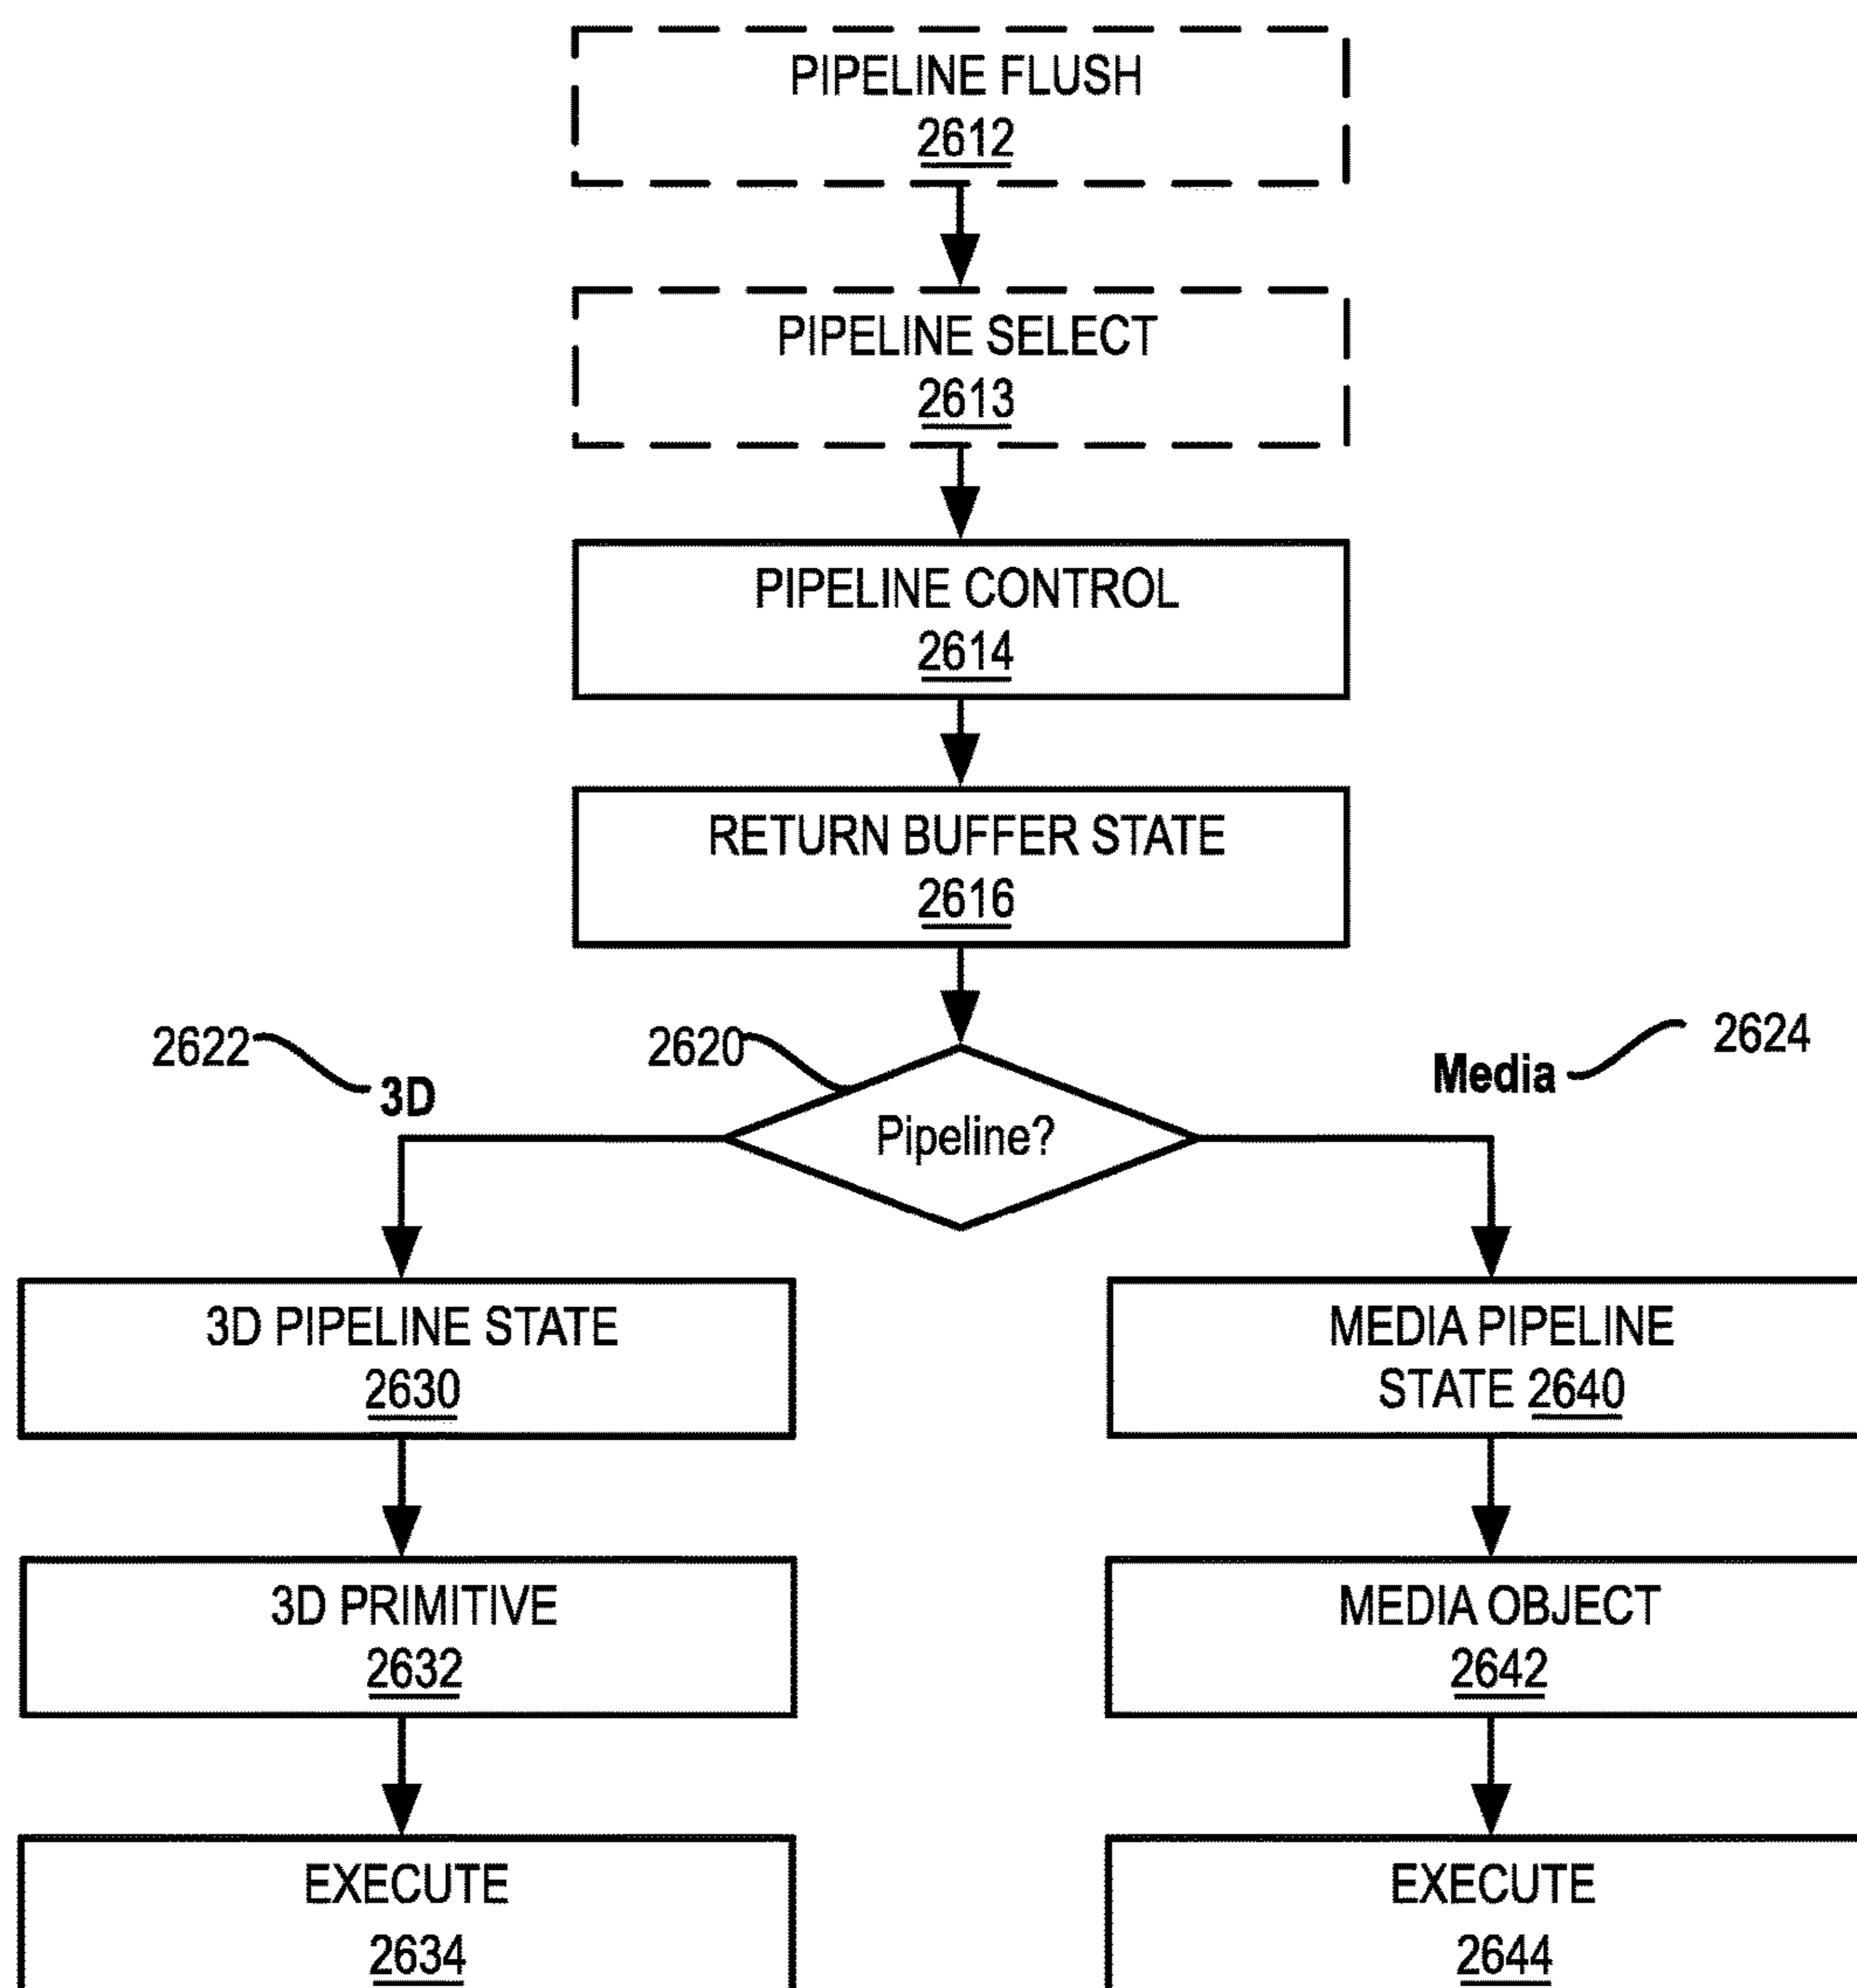 PIPELINE FLUSH
2612
PIPELINE SELECT
2613
PIPELINE CONTROL
2614
RETURN BUFFER STATE
2616
2622
3D
2620
Pipeline?
Media
2624
3D PIPELINE STATE
2630
MEDIA PIPELINE
STATE 2640
3D PRIMITIVE
2632
MEDIA OBJECT
2642
EXECUTE
2634
EXECUTE
2644